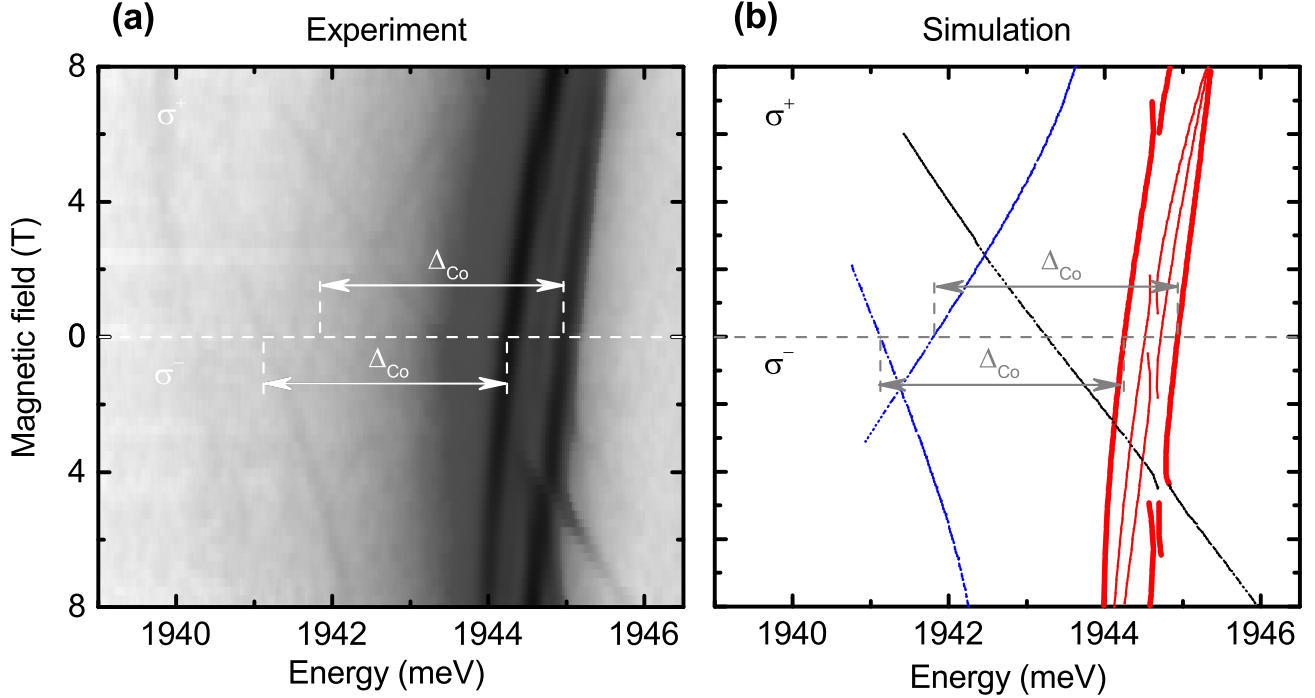 (a) Experiment
(b) Simulation
Magnetic field (T)
8
4
0
4
8
σ+
σ−
ΔCo
ΔCo
1940 1942 1944 1946
Energy (meV)
σ+
σ−
ΔCo
ΔCo
1940 1942 1944 1946
Energy (meV)